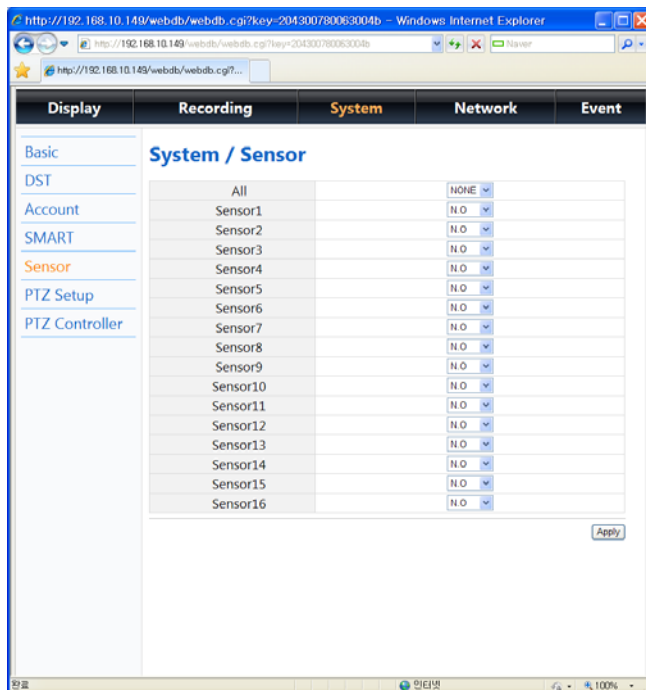 http://192.168.10.149/webdb/webdb.cgi?key=204300780063004b - Windows Internet Explorer
http://192.168.10.149/webdb/webdb.cgi?key=204300780063004b
Naver
http://192.168.10.149/webdb/webdb.cgi?...
Display Recording System Network Event
Basic
DST
Account
SMART
Sensor
PTZ Setup
PTZ Controller
System / Sensor
All NONE
Sensor1 N.O
Sensor2 N.O
Sensor3 N.O
Sensor4 N.O
Sensor5 N.O
Sensor6 N.O
Sensor7 N.O
Sensor8 N.O
Sensor9 N.O
Sensor10 N.O
Sensor11 N.O
Sensor12 N.O
Sensor13 N.O
Sensor14 N.O
Sensor15 N.O
Sensor16 N.O
Apply
완료 인터넷 100%